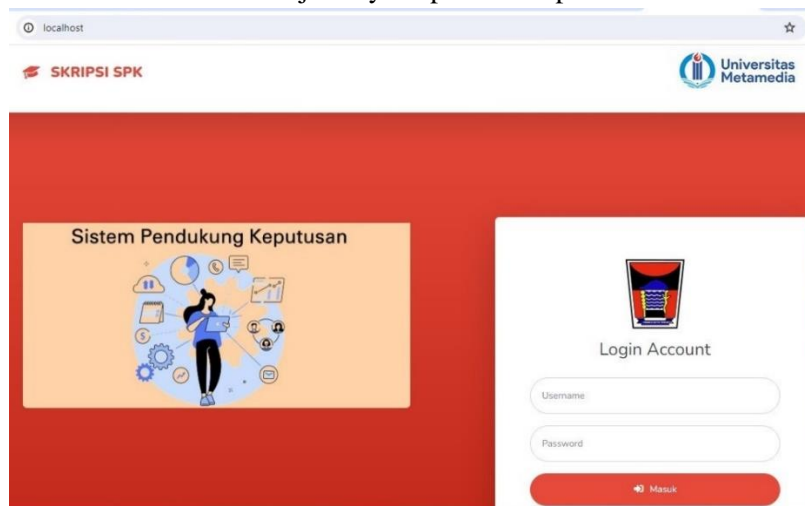 localhost
SKRIPSI SPK
Universitas
Metamedia
Sistem Pendukung Keputusan
Login Account
Username
Password
Masuk